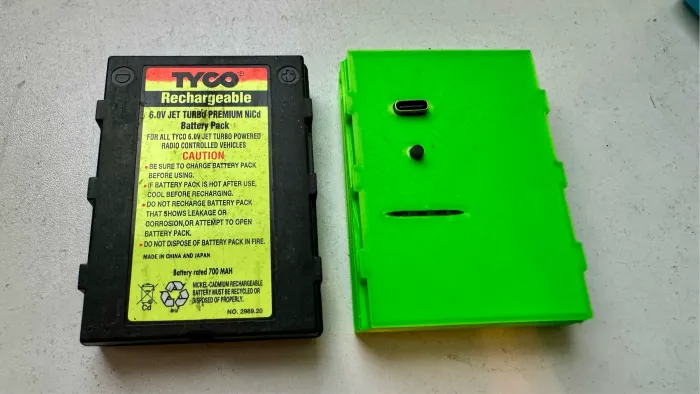 TYCO®
Rechargeable
6.0V JET TURBO PREMIUM NiCd
Battery Pack
FOR ALL TYCO 6.0V JET TURBO POWERED
RADIO CONTROLLED VEHICLES
CAUTION
• BE SURE TO CHARGE BATTERY PACK
BEFORE USING.
• IF BATTERY PACK IS HOT AFTER USE,
COOL BEFORE RECHARGING.
• DO NOT RECHARGE BATTERY PACK
THAT SHOWS LEAKAGE OR
CORROSION, OR ATTEMPT TO OPEN
BATTERY PACK.
• DO NOT DISPOSE OF BATTERY PACK IN FIRE.
MADE IN CHINA AND JAPAN
Battery rated 700 MAH
NICKEL-CADMIUM RECHARGEABLE
BATTERY MUST BE RECYCLED OR
DISPOSED OF PROPERLY.
Cd
NO. 2989.20